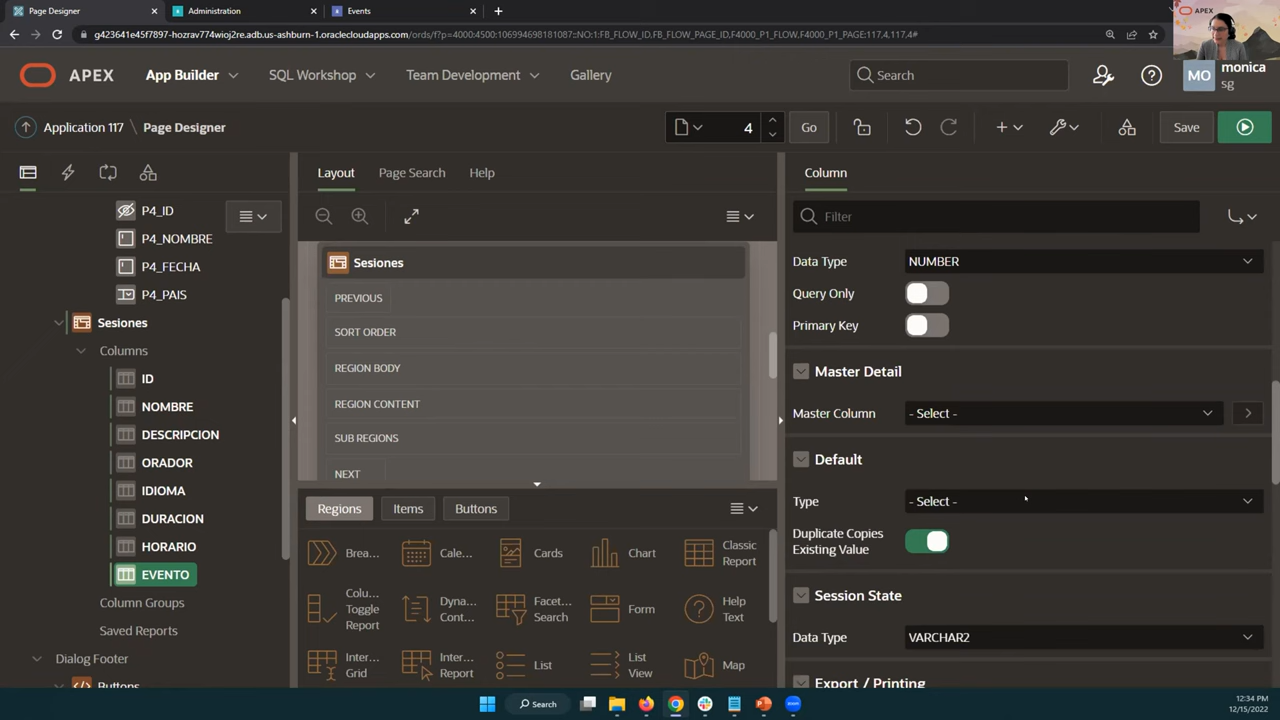 Page Designer
Administration
Events
g423641e45f7897-hozrav774wioj2re.adb.us-ashburn-1.oraclecloudapps.com/ords/f?p=4000:4500:106994698181087:NO:1:FB_FLOW_ID,FB_FLOW_PAGE_ID,F4000_P1_FLOW,F4000_P1_PAGE:117,4,117,4#
APEX
APEX
App Builder
SQL Workshop
Team Development
Gallery
Search
MO
monica
sg
Application 117
\
Page Designer
4
Go
Save
P4_ID
P4_NOMBRE
P4_FECHA
P4_PAIS
Sesiones
Columns
ID
NOMBRE
DESCRIPCION
ORADOR
IDIOMA
DURACION
HORARIO
EVENTO
Column Groups
Saved Reports
Dialog Footer
Buttons
Layout
Page Search
Help
Sesiones
PREVIOUS
SORT ORDER
REGION BODY
REGION CONTENT
SUB REGIONS
NEXT
Regions
Items
Buttons
Brea...
Cale...
Cards
Chart
Classic
Report
Colu...
Toggle
Report
Dyna...
Cont...
Facet...
Search
Form
Help
Text
Inter...
Grid
Inter...
Report
List
List
View
Map
Column
Filter
Data Type
NUMBER
Query Only
Primary Key
Master Detail
Master Column
- Select -
Default
Type
- Select -
Duplicate Copies
Existing Value
Session State
Data Type
VARCHAR2
Export / Printing
Search
12:34 PM
12/15/2022